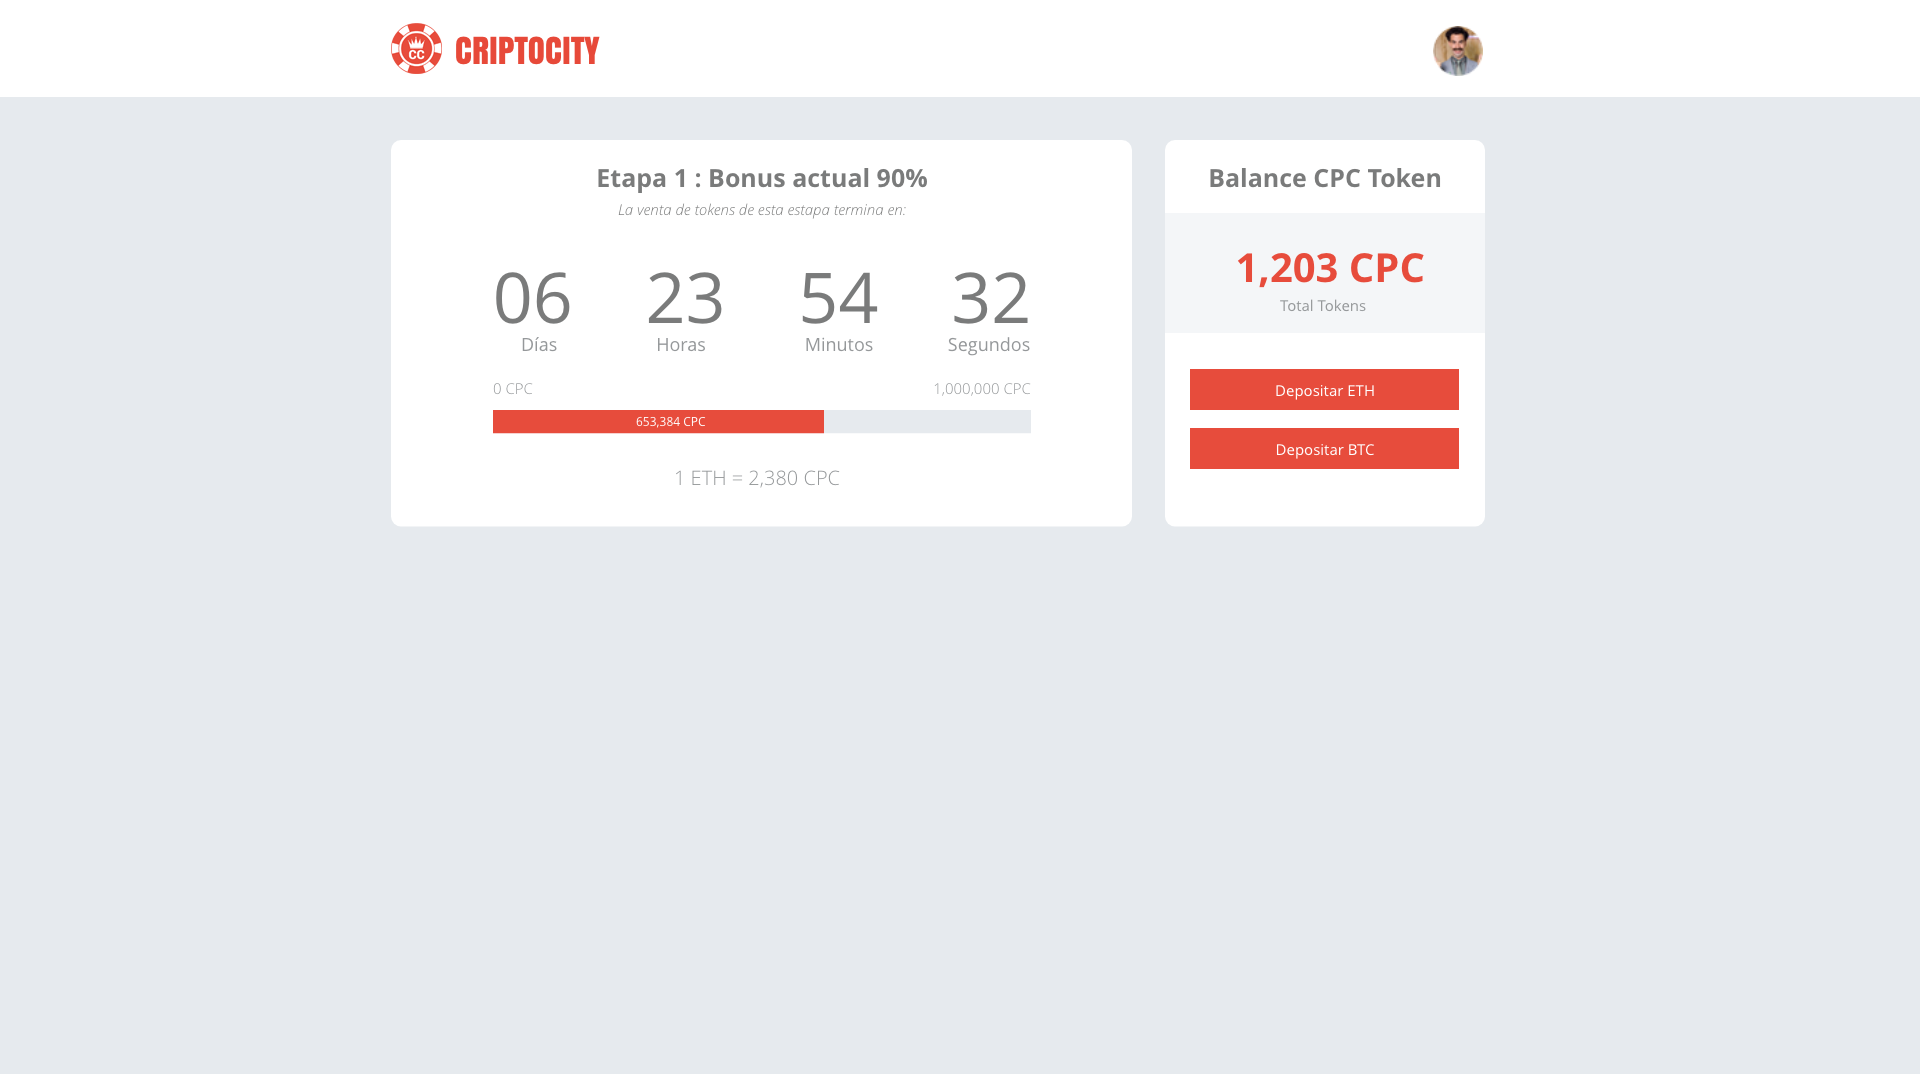 CC
CRIPTOCITY
Etapa 1 : Bonus actual 90%
La venta de tokens de esta estapa termina en:
06 23 54 32
Días Horas Minutos Segundos
0 CPC 1,000,000 CPC
653,384 CPC
1 ETH = 2,380 CPC
Balance CPC Token
1,203 CPC
Total Tokens
Depositar ETH
Depositar BTC